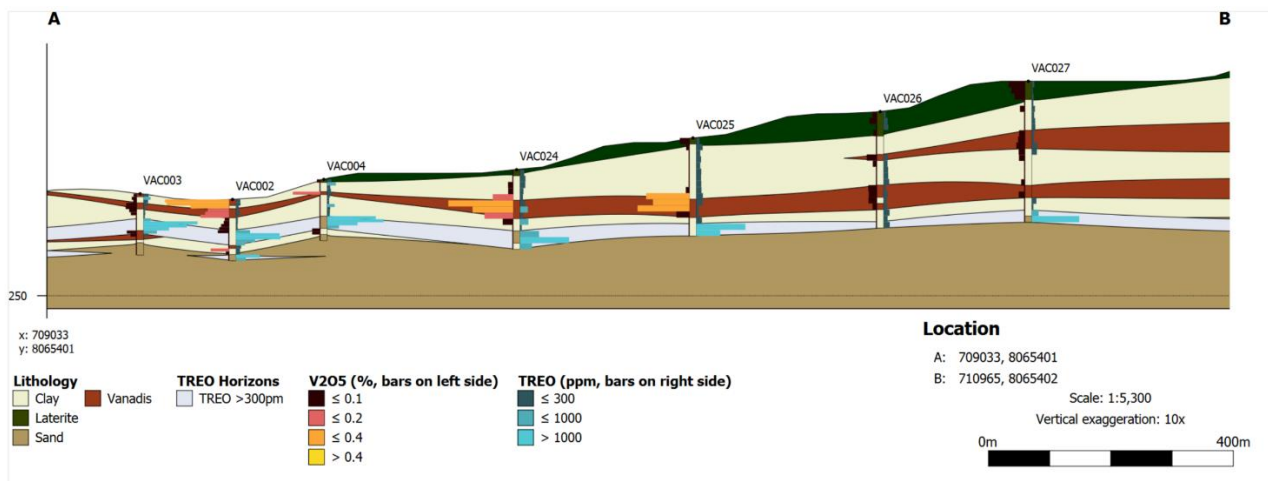 A
B
VAC027
VAC026
VAC025
VAC024
VAC004
VAC003
VAC002
250
x: 709033
y: 8065401
Lithology
Clay
Vanadis
Laterite
Sand
TREO Horizons
TREO >300pm
V2O5 (%, bars on left side)
≤ 0.1
≤ 0.2
≤ 0.4
> 0.4
TREO (ppm, bars on right side)
≤ 300
≤ 1000
> 1000
Location
A: 709033, 8065401
B: 710965, 8065402
Scale: 1:5,300
Vertical exaggeration: 10x
0m
400m